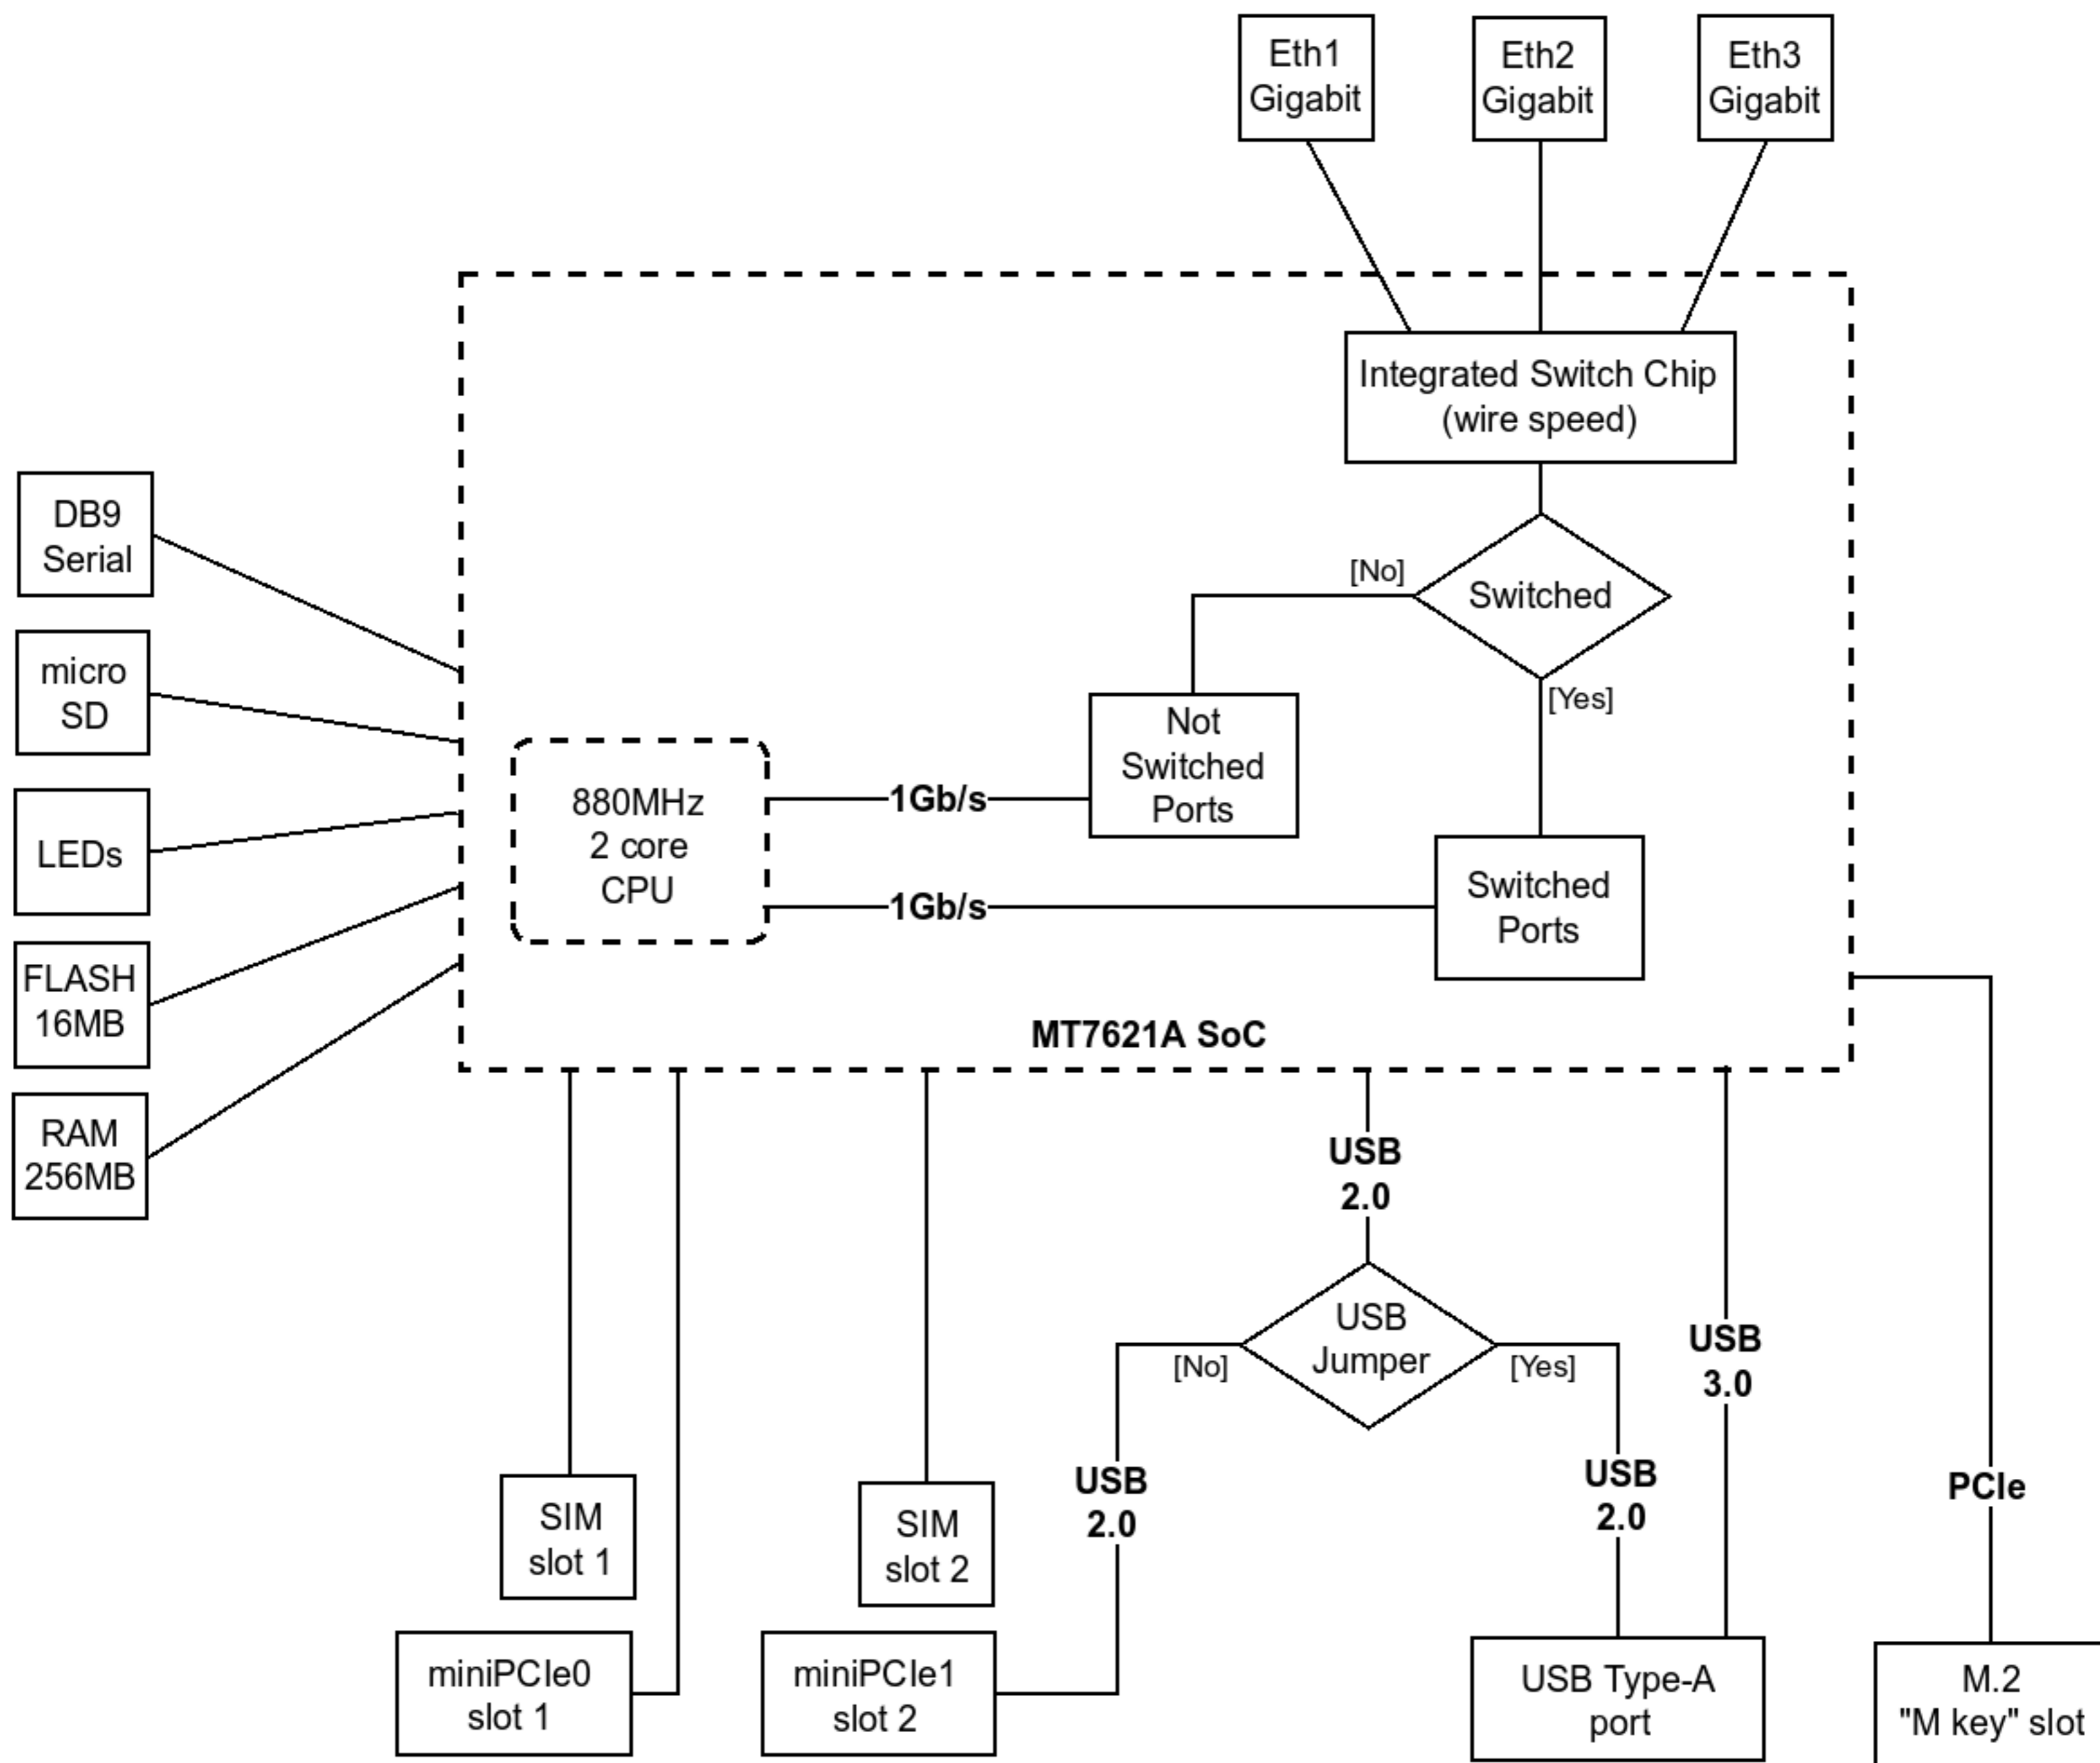 Eth1
Gigabit
Eth2
Gigabit
Eth3
Gigabit
Integrated Switch Chip
(wire speed)
DB9
Serial
[No]
Switched
[Yes]
micro
SD
Not
Switched
Ports
880MHz
2 core
CPU
1Gb/s
LEDs
1Gb/s
Switched
Ports
FLASH
16MB
MT7621A SoC
RAM
256MB
USB
2.0
USB
Jumper
[No]
[Yes]
USB
3.0
USB
2.0
USB
2.0
PCIe
SIM
slot 1
SIM
slot 2
miniPCIe0
slot 1
miniPCIe1
slot 2
USB Type-A
port
M.2
"M key" slot